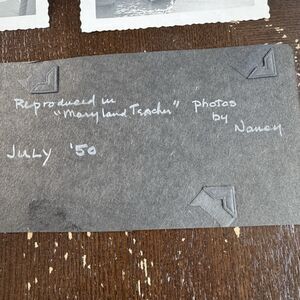 Reproduced in photos
"Maryland Teacher" by
Nancy
JULY '50